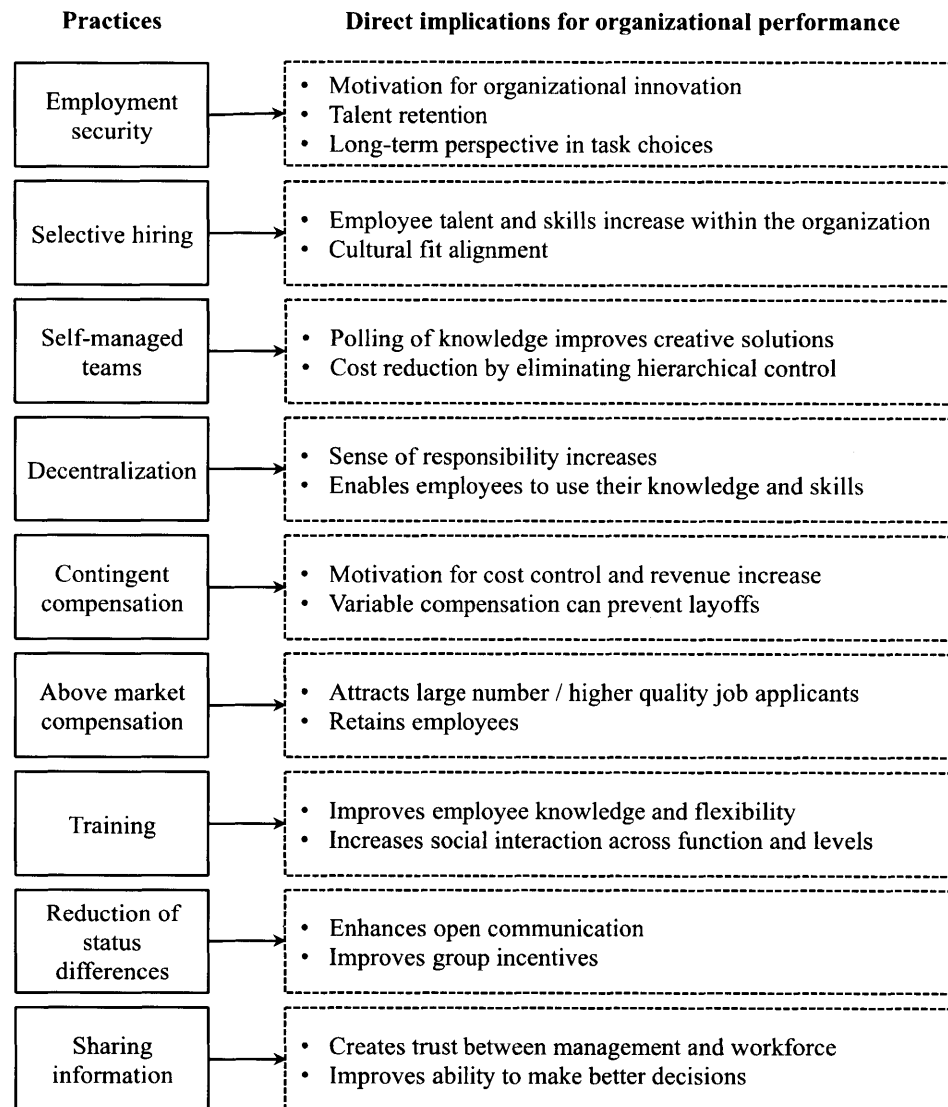 Practices
Direct implications for organizational performance
Employment
security
• Motivation for organizational innovation
• Talent retention
• Long-term perspective in task choices
Selective hiring
• Employee talent and skills increase within the organization
• Cultural fit alignment
Self-managed
teams
• Polling of knowledge improves creative solutions
• Cost reduction by eliminating hierarchical control
Decentralization
• Sense of responsibility increases
• Enables employees to use their knowledge and skills
Contingent
compensation
• Motivation for cost control and revenue increase
• Variable compensation can prevent layoffs
Above market
compensation
• Attracts large number / higher quality job applicants
• Retains employees
Training
• Improves employee knowledge and flexibility
• Increases social interaction across function and levels
Reduction of
status
differences
• Enhances open communication
• Improves group incentives
Sharing
information
• Creates trust between management and workforce
• Improves ability to make better decisions